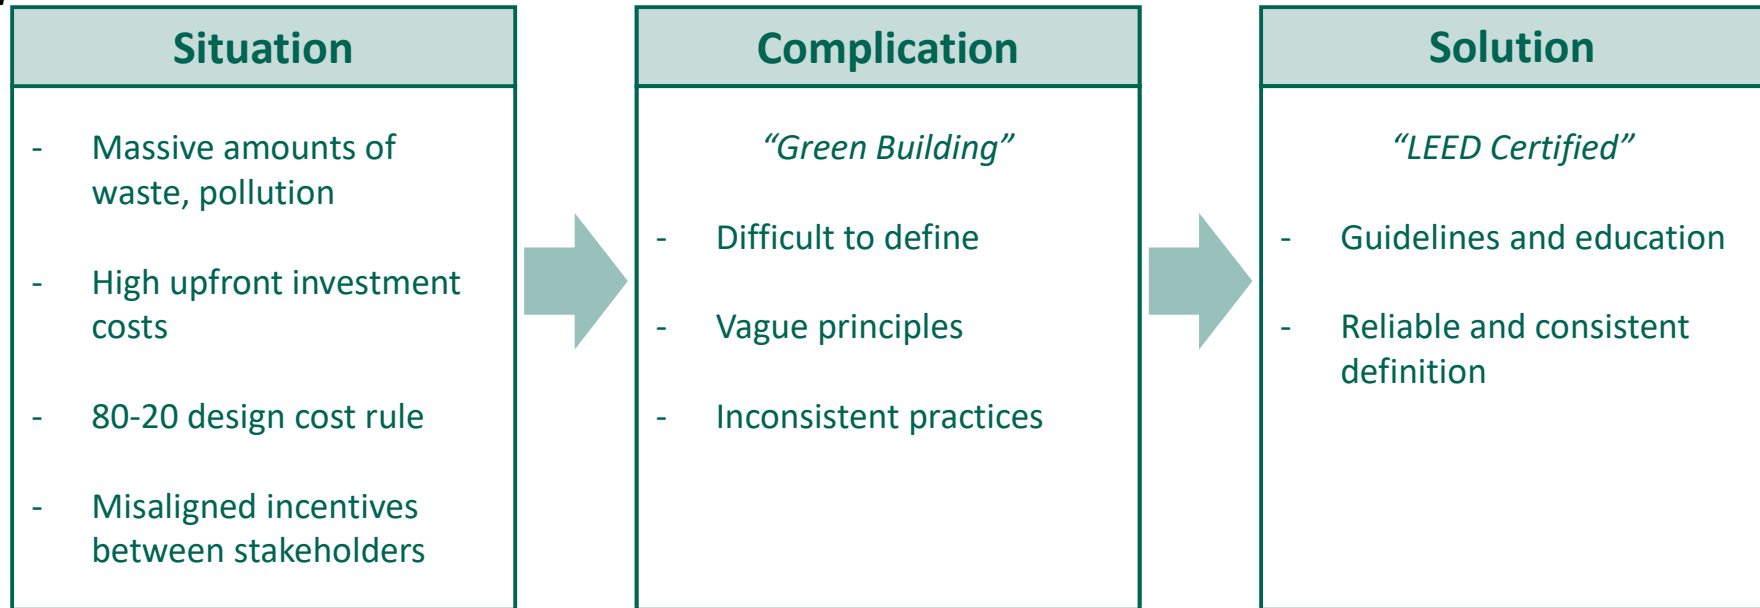 Situation
- Massive amounts of
waste, pollution
- High upfront investment
costs
- 80-20 design cost rule
- Misaligned incentives
between stakeholders
Complication
“Green Building”
- Difficult to define
- Vague principles
- Inconsistent practices
Solution
“LEED Certified”
- Guidelines and education
- Reliable and consistent
definition